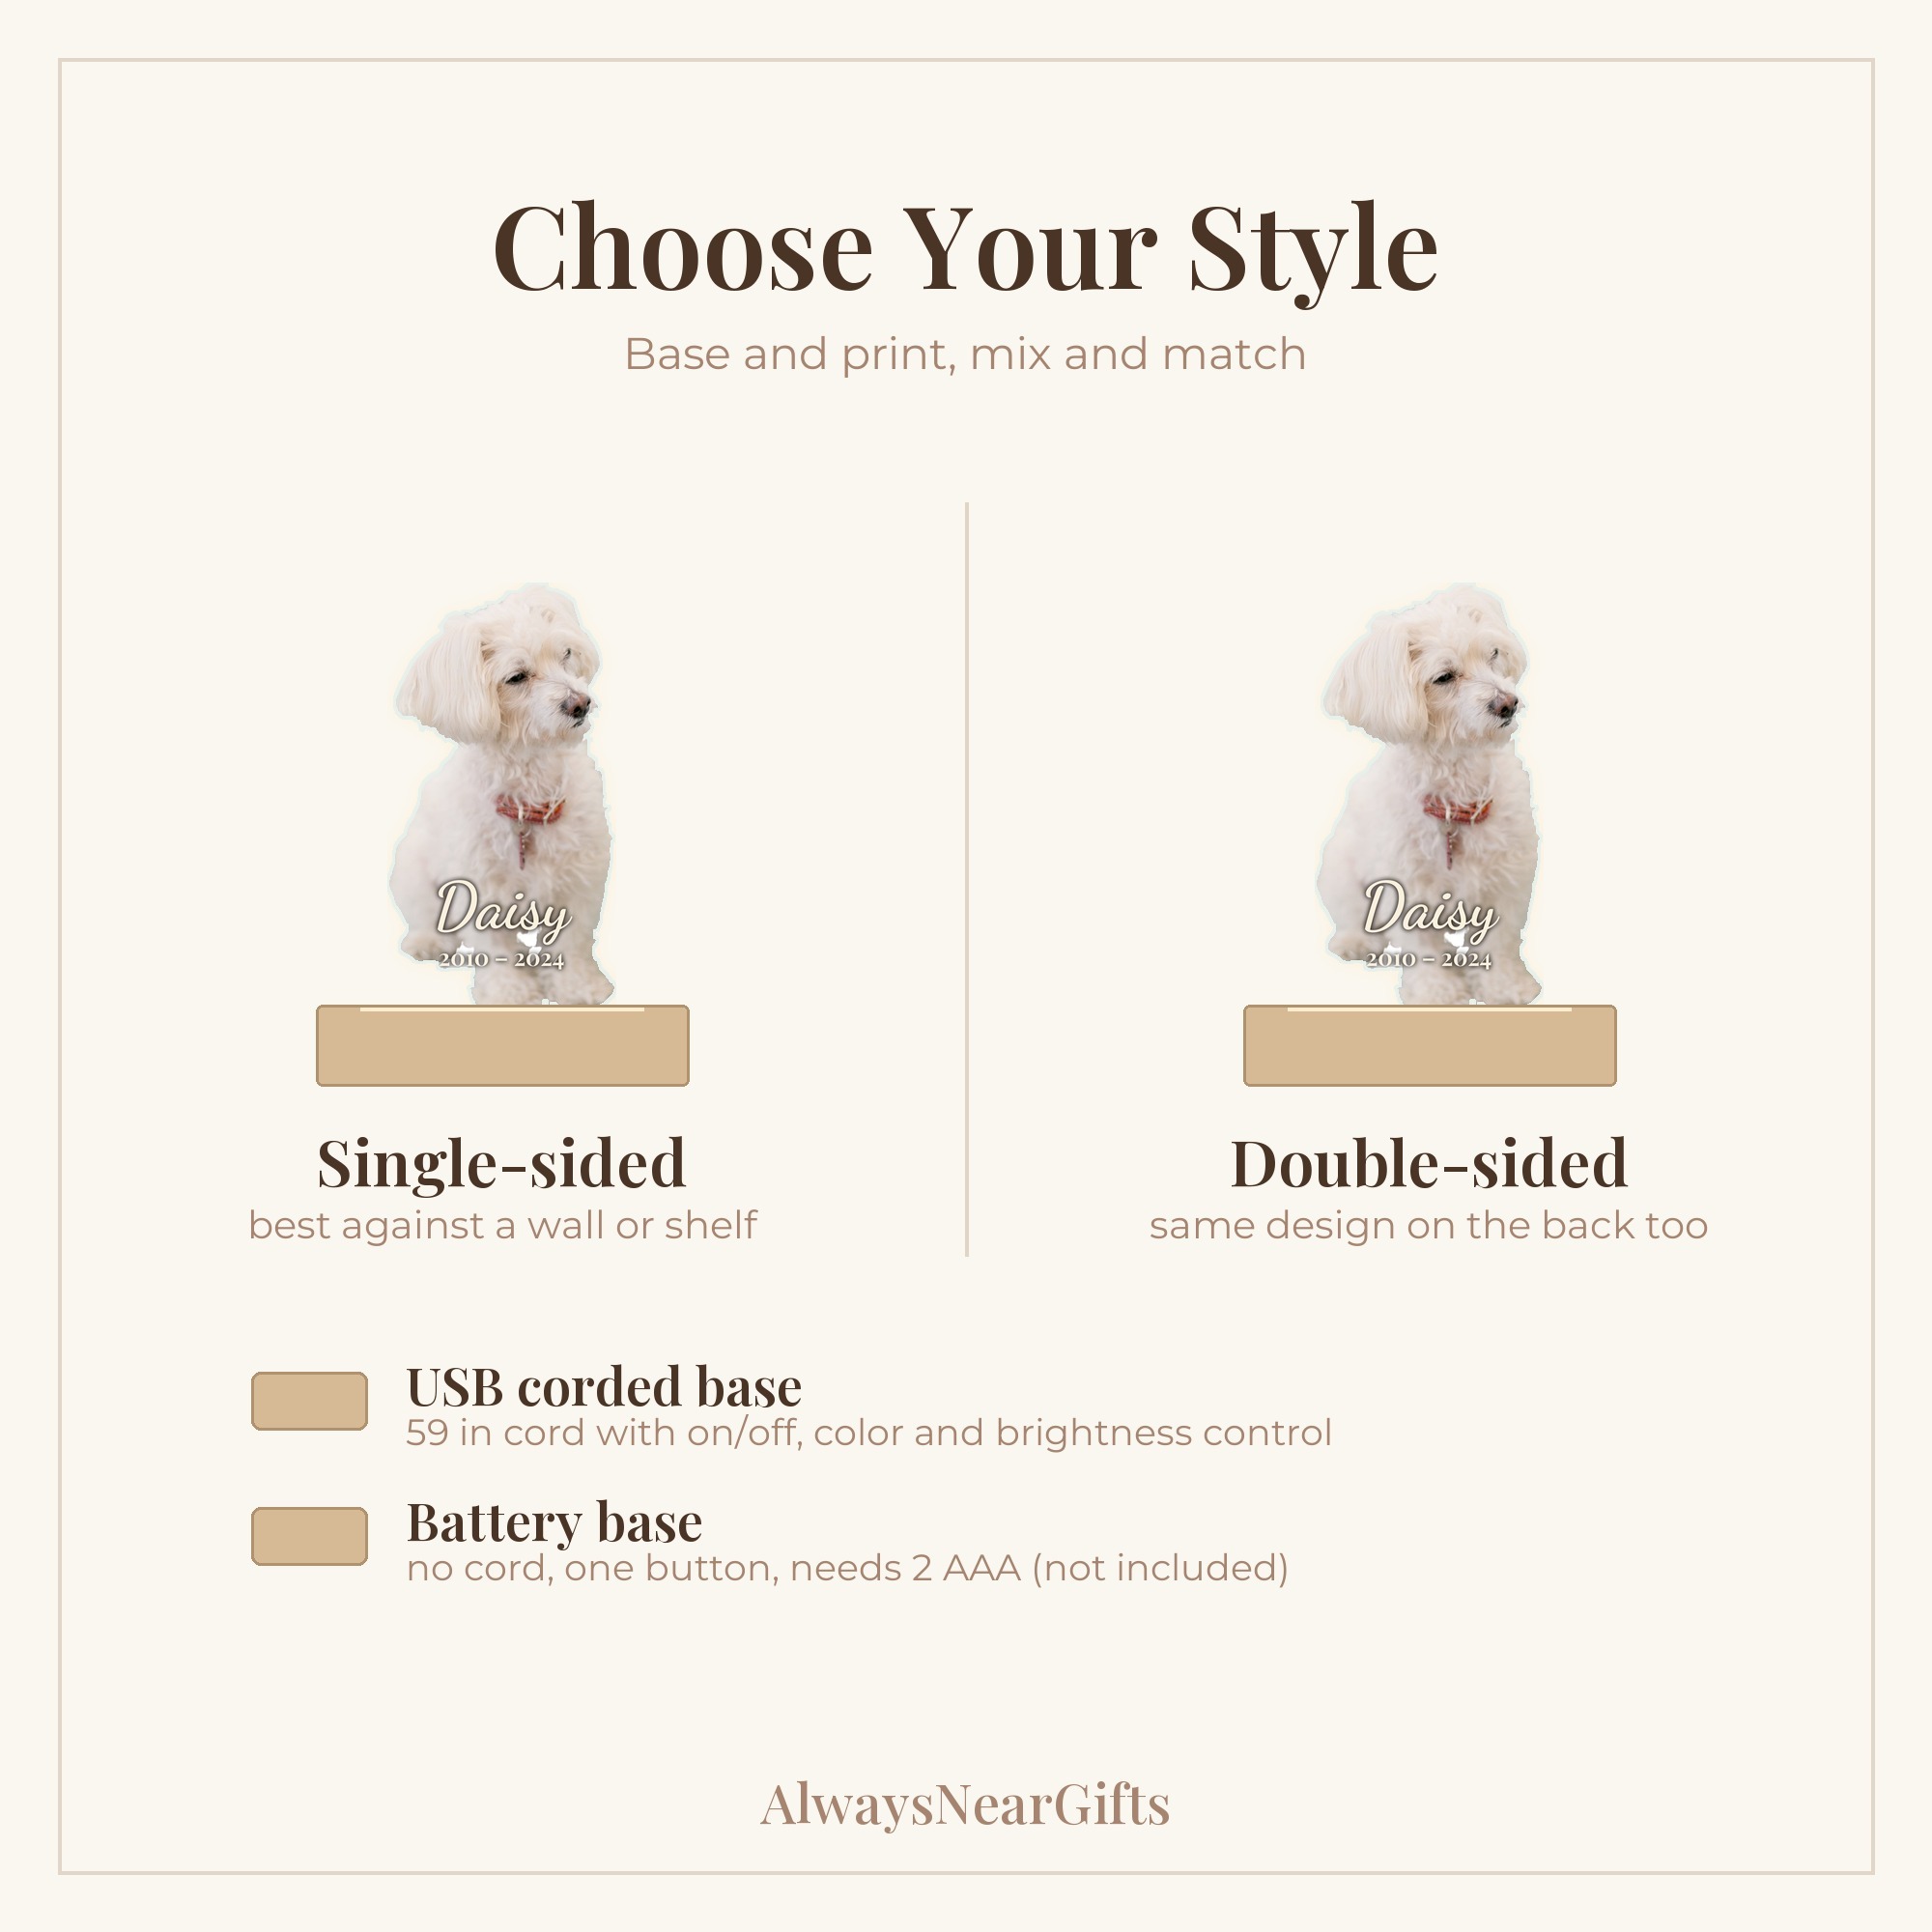 Choose Your Style
Base and print, mix and match
Daisy
2010 – 2024
Daisy
2010 – 2024
Single-sided
best against a wall or shelf
Double-sided
same design on the back too
USB corded base
59 in cord with on/off, color and brightness control
Battery base
no cord, one button, needs 2 AAA (not included)
AlwaysNearGifts